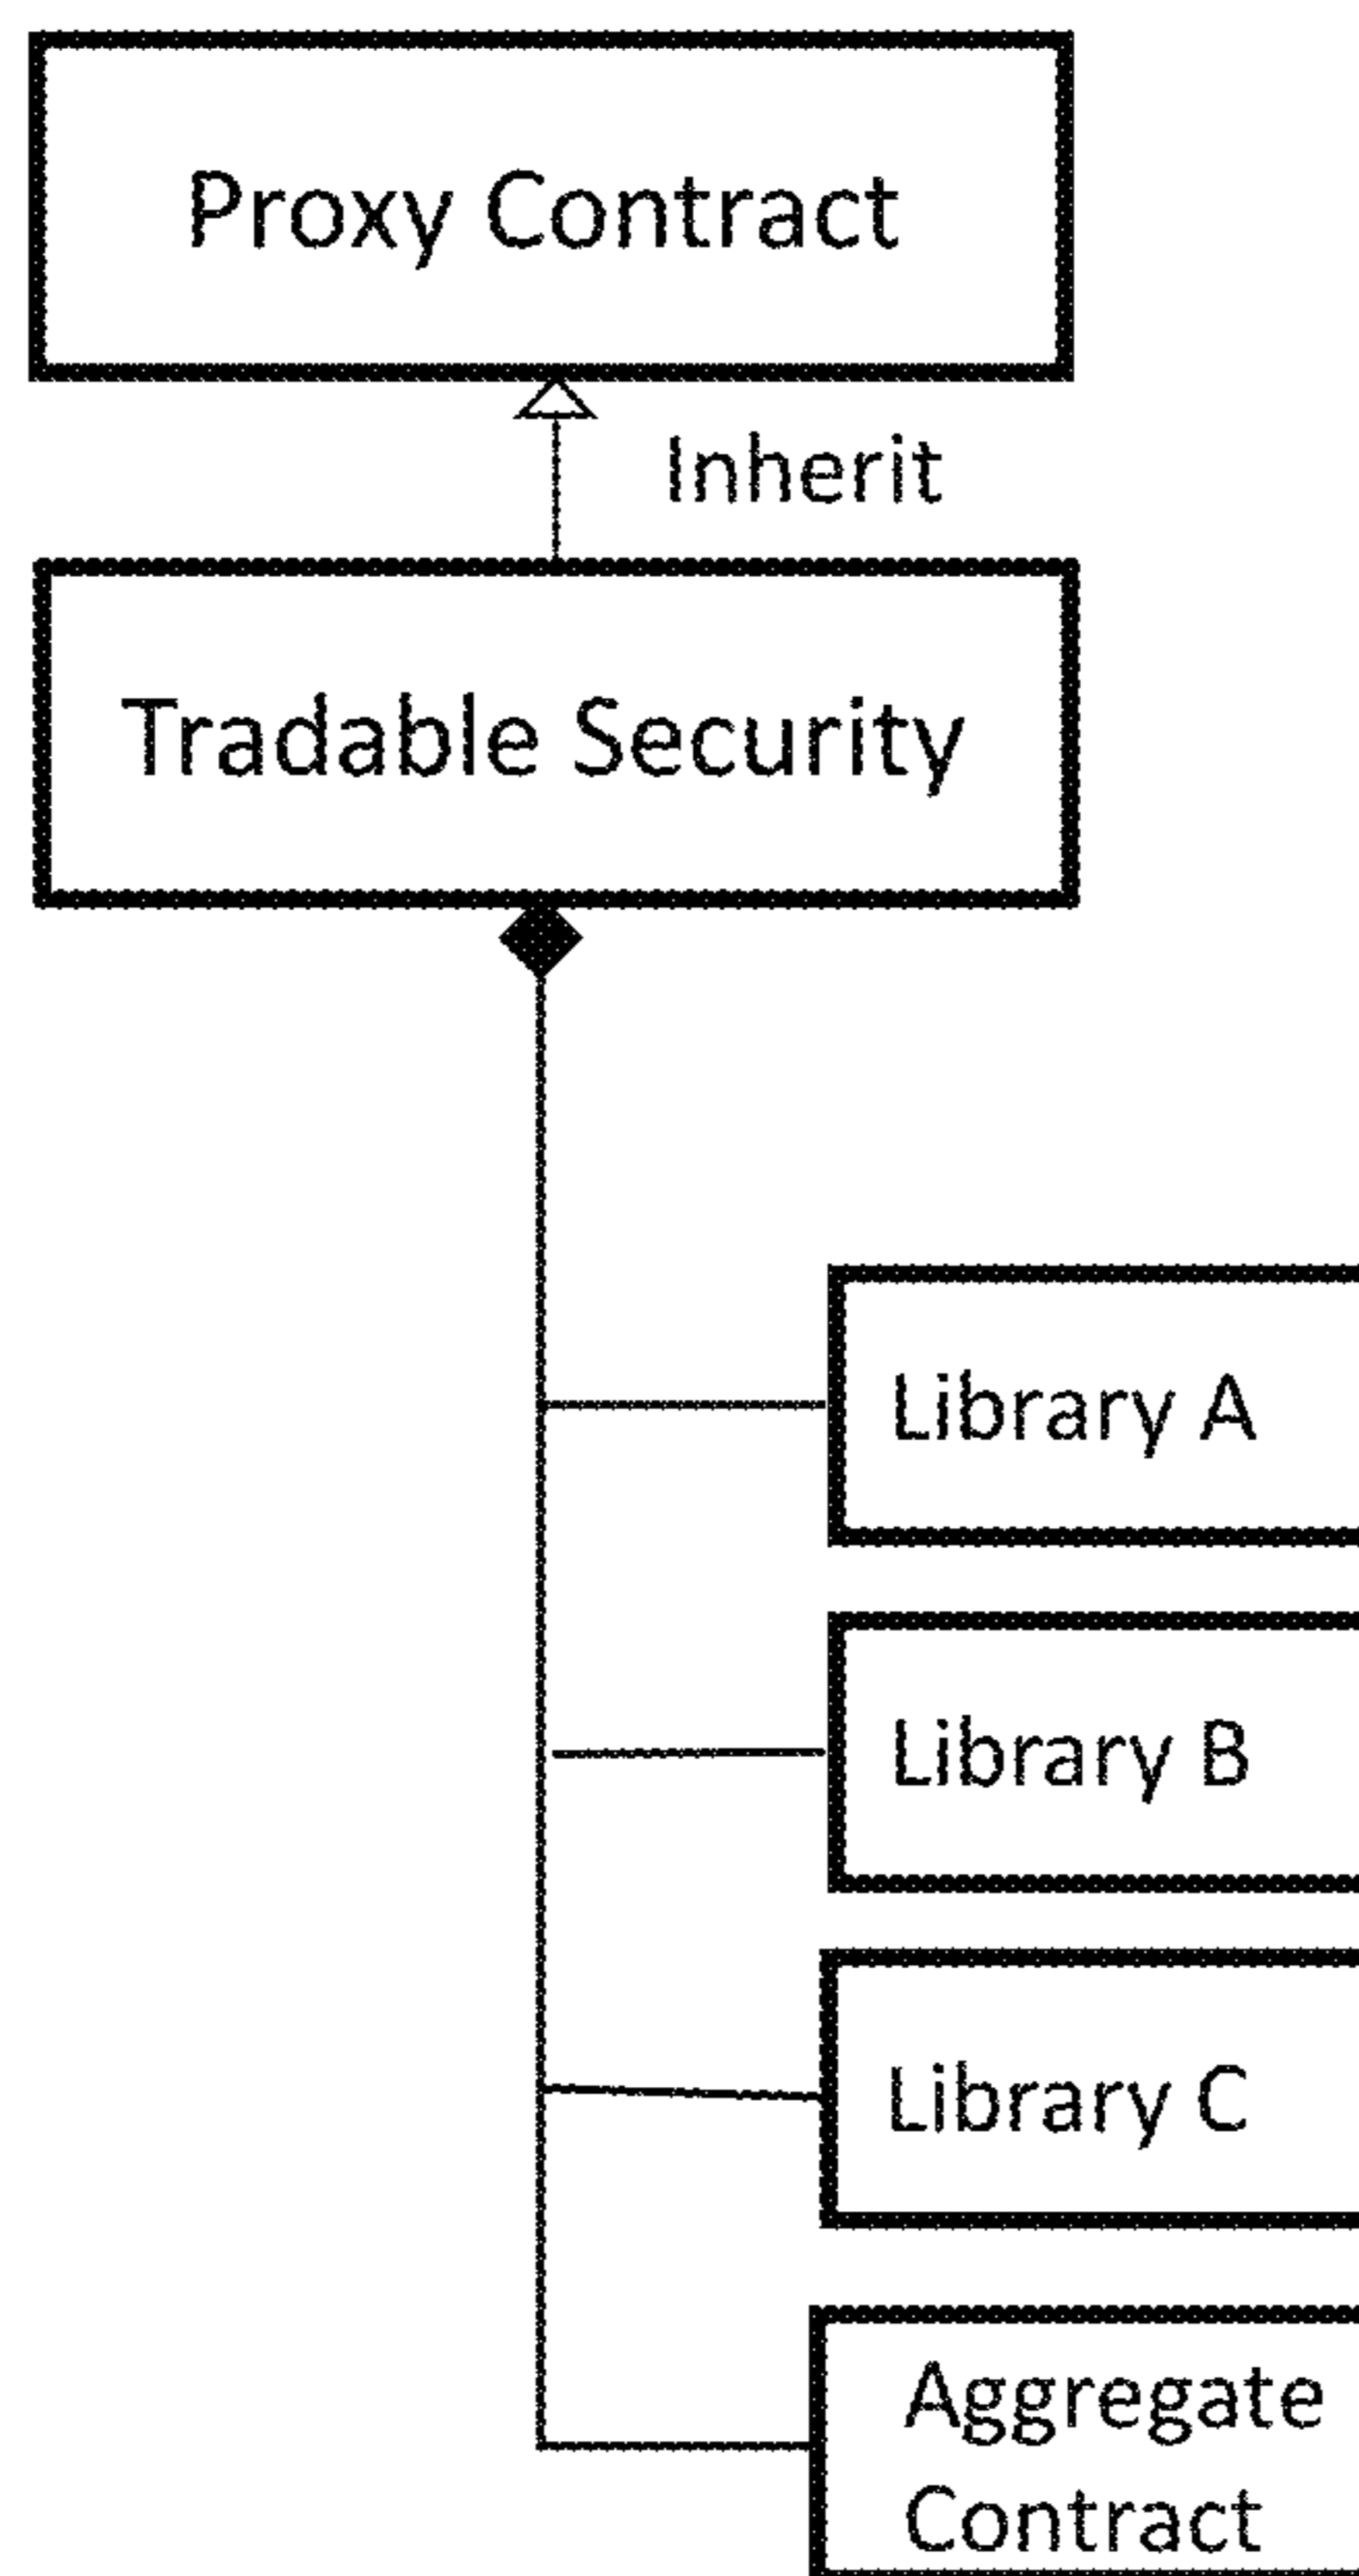 Proxy Contract
Inherit
Tradable Security
Library A
Library B
Library C
Aggregate
Contract